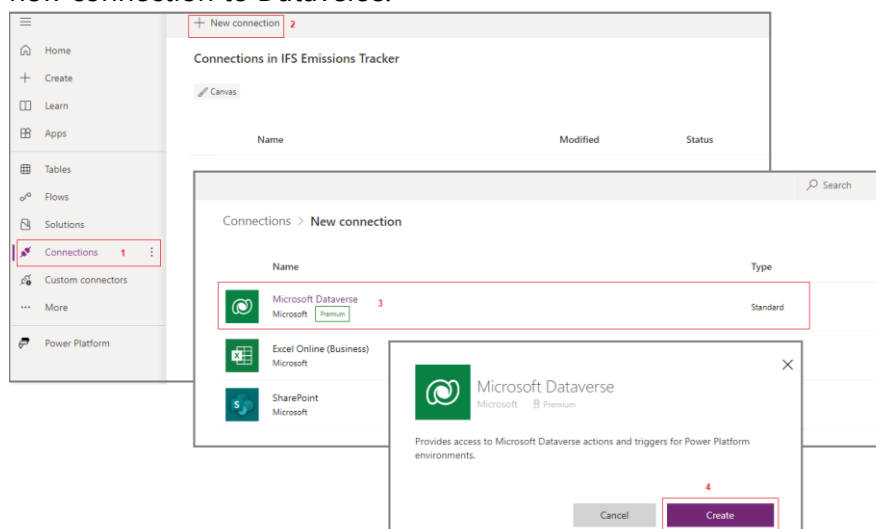 new connection to Dataverse.
+ New connection 2
Home
Create
Learn
Apps
Tables
Flows
Solutions
Connections 1
Custom connectors
More
Power Platform
Connections in IFS Emissions Tracker
Canvas
Name Modified Status
Search
Connections > New connection
Name Type
Microsoft Dataverse 3
Microsoft Premium
Standard
Excel Online (Business)
Microsoft
SharePoint
Microsoft
Microsoft Dataverse
Microsoft Premium
Provides access to Microsoft Dataverse actions and triggers for Power Platform
environments.
4
Cancel Create